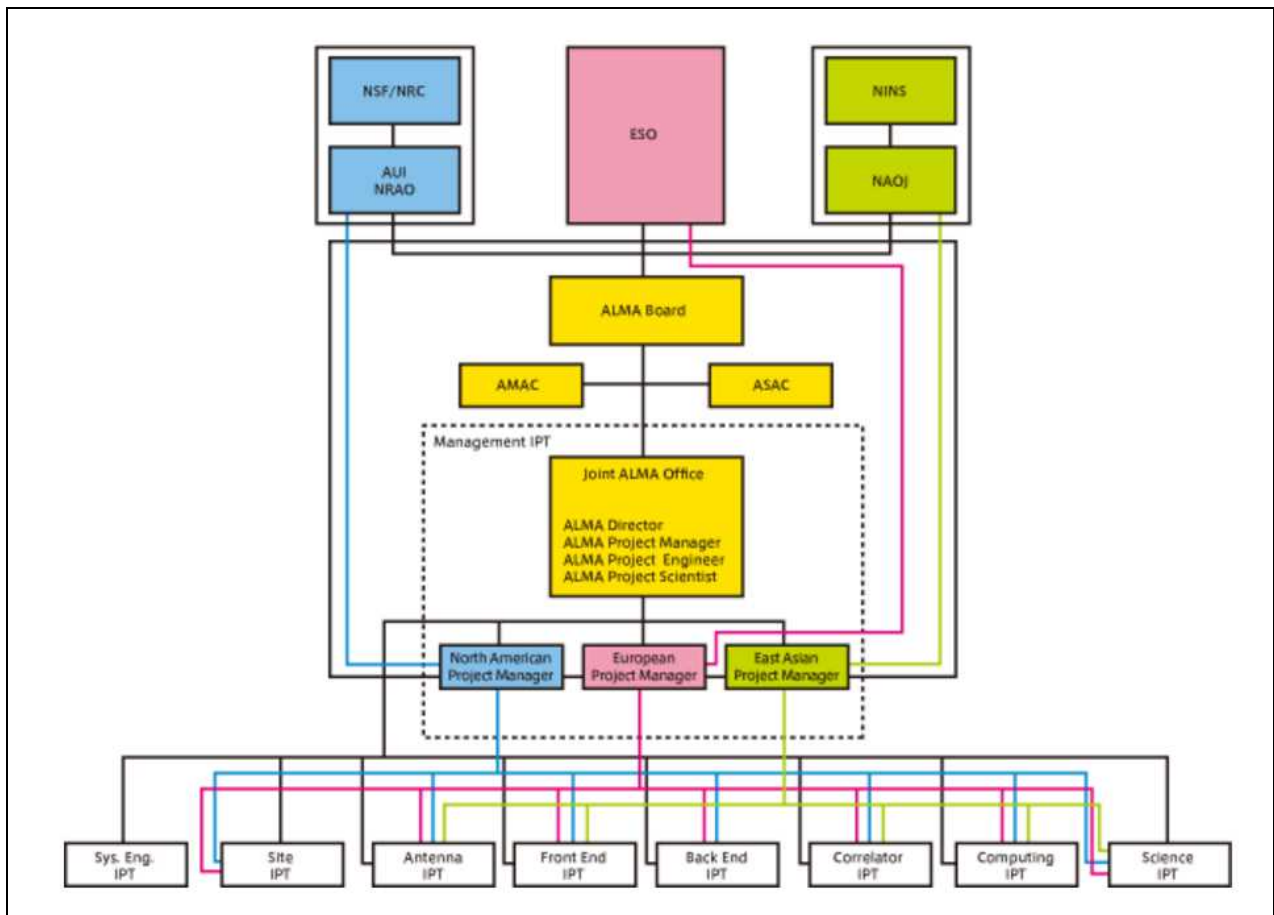 NSF/NRC
AUI
NRAO
ESO
NINS
NAOJ
ALMA Board
AMAC
ASAC
Management IPT
Joint ALMA Office
ALMA Director
ALMA Project Manager
ALMA Project Engineer
ALMA Project Scientist
North American
Project Manager
European
Project Manager
East Asian
Project Manager
Sys. Eng.
IPT
Site
IPT
Antenna
IPT
Front End
IPT
Back End
IPT
Correlator
IPT
Computing
IPT
Science
IPT